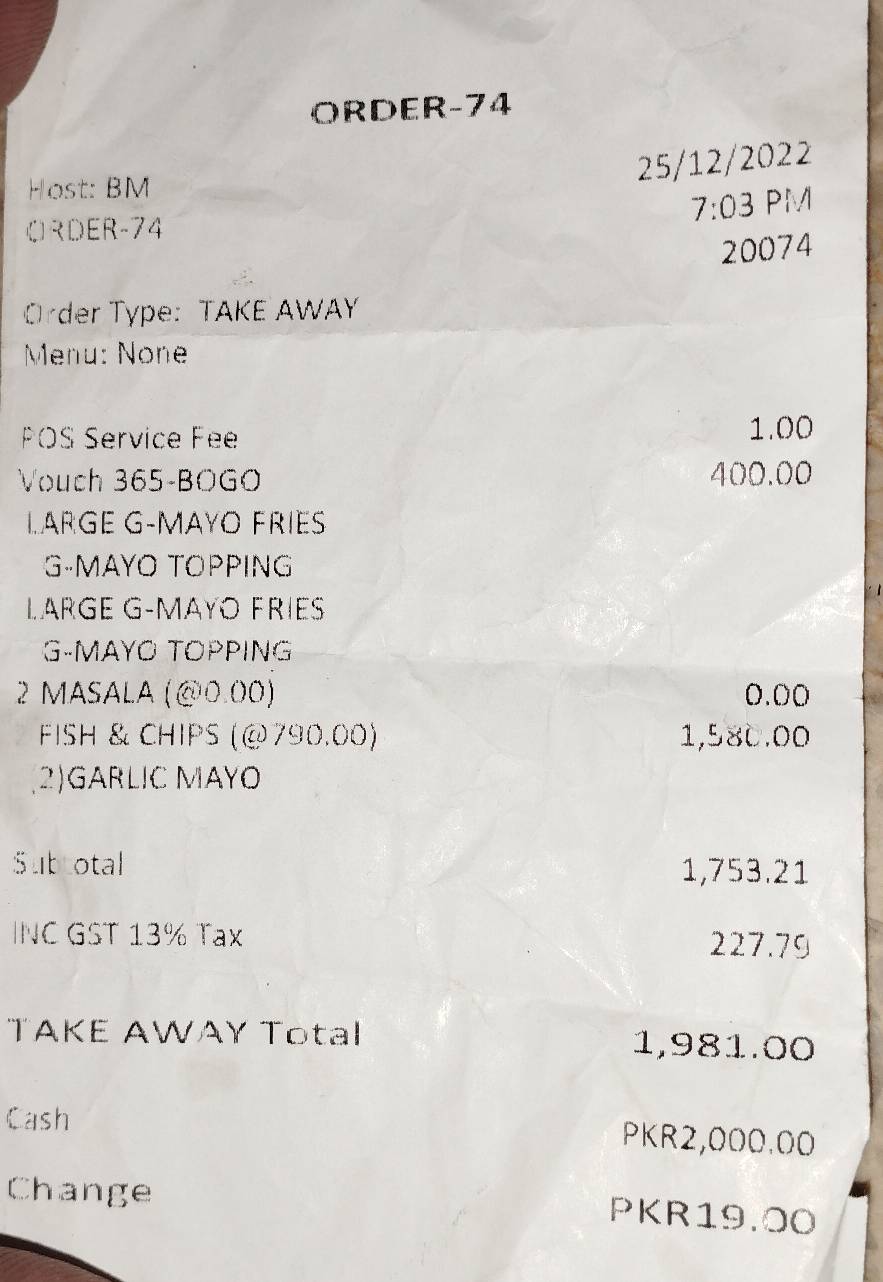 ORDER-74
25/12/2022
Host: BM
7:03 PM
ORDER-74
20074
Order Type: TAKE AWAY
Menu: None
POS Service Fee 1.00
Vouch 365-BOGO 400.00
LARGE G-MAYO FRIES
G-MAYO TOPPING
LARGE G-MAYO FRIES
G-MAYO TOPPING
2 MASALA (@0.00) 0.00
2 FISH & CHIPS (@790.00) 1,580.00
(2)GARLIC MAYO
Subtotal 1,753.21
INC GST 13% Tax 227.79
TAKE AWAY Total 1,981.00
Cash PKR2,000.00
Change PKR19.00